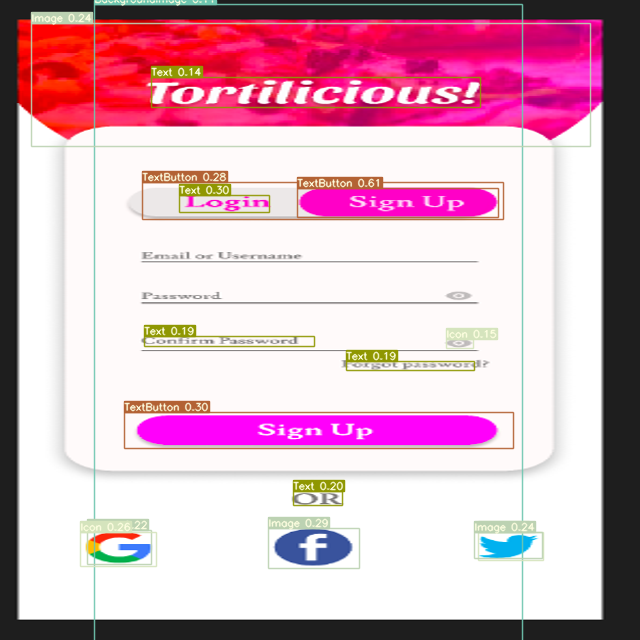 BackgroundImage 0.11
Image 0.24
Text 0.14
Tortilicious!
TextButton 0.28
TextButton 0.61
Text 0.30
Login
Sign Up
Email or Username
Password
Text 0.19
Confirm Password
Icon 0.15
Text 0.19
Forgot password?
TextButton 0.30
Sign Up
Text 0.20
OR
Icon 0.26
22
Image 0.29
Image 0.24